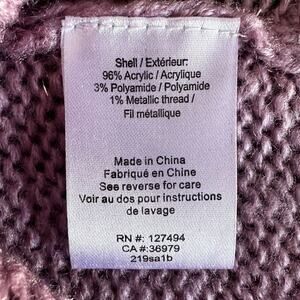 Shell / Extérieur:
96% Acrylic / Acrylique
3% Polyamide / Polyamide
1% Metallic thread /
Fil métallique
Made in China
Fabriqué en Chine
See reverse for care
Voir au dos pour instructions
de lavage
RN #: 127494
CA #:36979
219sa1b